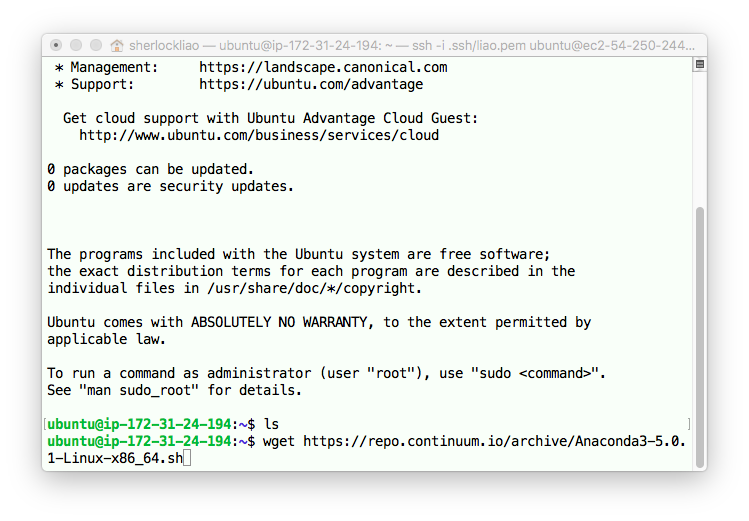 sherlockliao — ubuntu@ip-172-31-24-194: ~ — ssh -i .ssh/liao.pem ubuntu@ec2-54-250-244...
* Management:     https://landscape.canonical.com
* Support:        https://ubuntu.com/advantage
Get cloud support with Ubuntu Advantage Cloud Guest:
http://www.ubuntu.com/business/services/cloud
0 packages can be updated.
0 updates are security updates.
The programs included with the Ubuntu system are free software;
the exact distribution terms for each program are described in the
individual files in /usr/share/doc/*/copyright.
Ubuntu comes with ABSOLUTELY NO WARRANTY, to the extent permitted by
applicable law.
To run a command as administrator (user "root"), use "sudo <command>".
See "man sudo_root" for details.
[ubuntu@ip-172-31-24-194:~$ ls ]
ubuntu@ip-172-31-24-194:~$ wget https://repo.continuum.io/archive/Anaconda3-5.0.
1-Linux-x86_64.sh